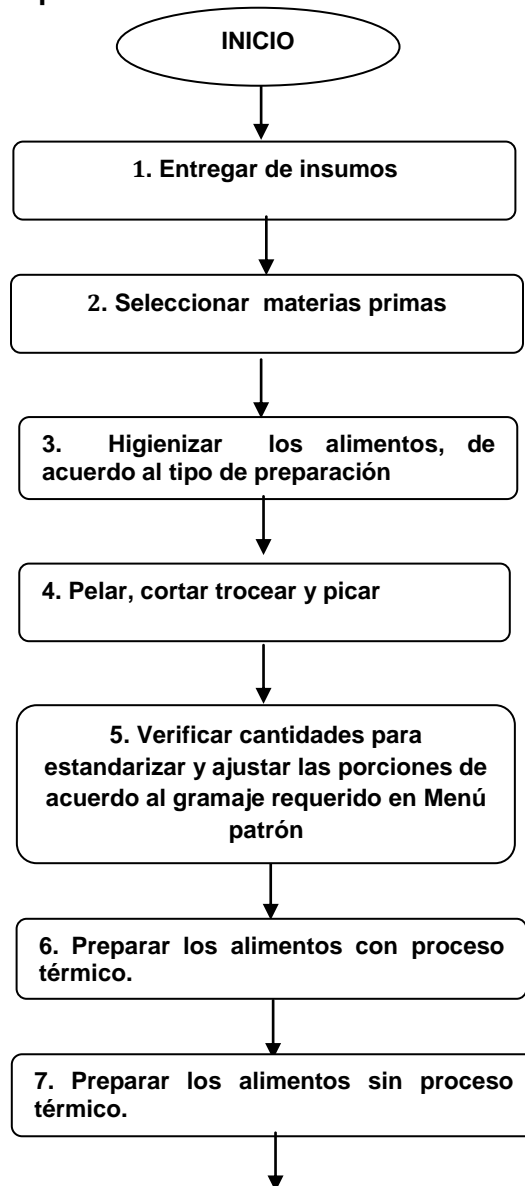 INICIO
1. Entregar de insumos
2. Seleccionar materias primas
3. Higienizar los alimentos, de
acuerdo al tipo de preparación
4. Pelar, cortar trocear y picar
5. Verificar cantidades para
estandarizar y ajustar las porciones de
acuerdo al gramaje requerido en Menú
patrón
6. Preparar los alimentos con proceso
térmico.
7. Preparar los alimentos sin proceso
térmico.